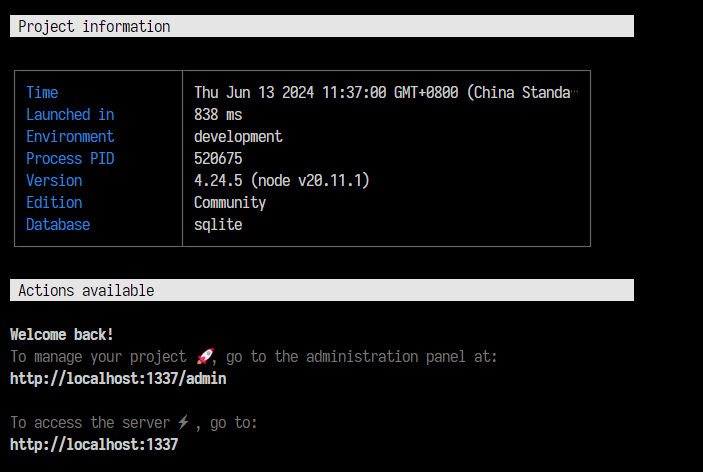 Project information
Time Thu Jun 13 2024 11:37:00 GMT+0800 (China Standa…
Launched in 838 ms
Environment development
Process PID 520675
Version 4.24.5 (node v20.11.1)
Edition Community
Database sqlite
Actions available
Welcome back!
To manage your project 🚀, go to the administration panel at:
http://localhost:1337/admin
To access the server ⚡, go to:
http://localhost:1337